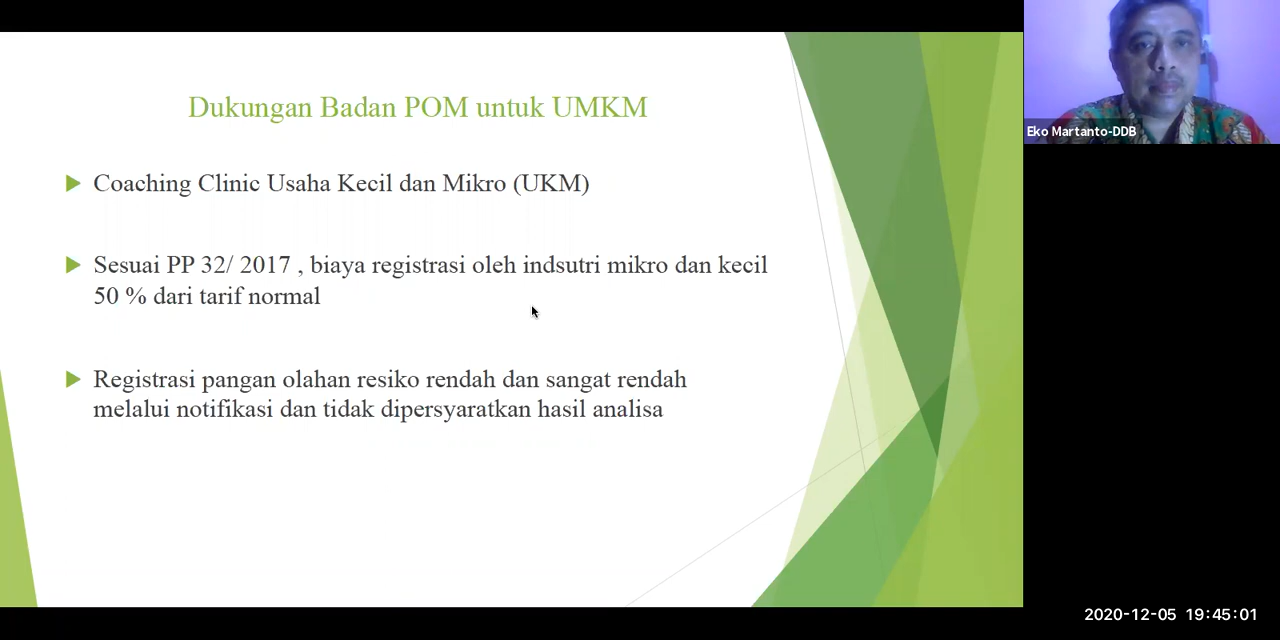 Dukungan Badan POM untuk UMKM
Coaching Clinic Usaha Kecil dan Mikro (UKM)
Sesuai PP 32/ 2017 , biaya registrasi oleh indsutri mikro dan kecil
50 % dari tarif normal
Registrasi pangan olahan resiko rendah dan sangat rendah
melalui notifikasi dan tidak dipersyaratkan hasil analisa
Eko Martanto-DDB
2020-12-05 19:45:01